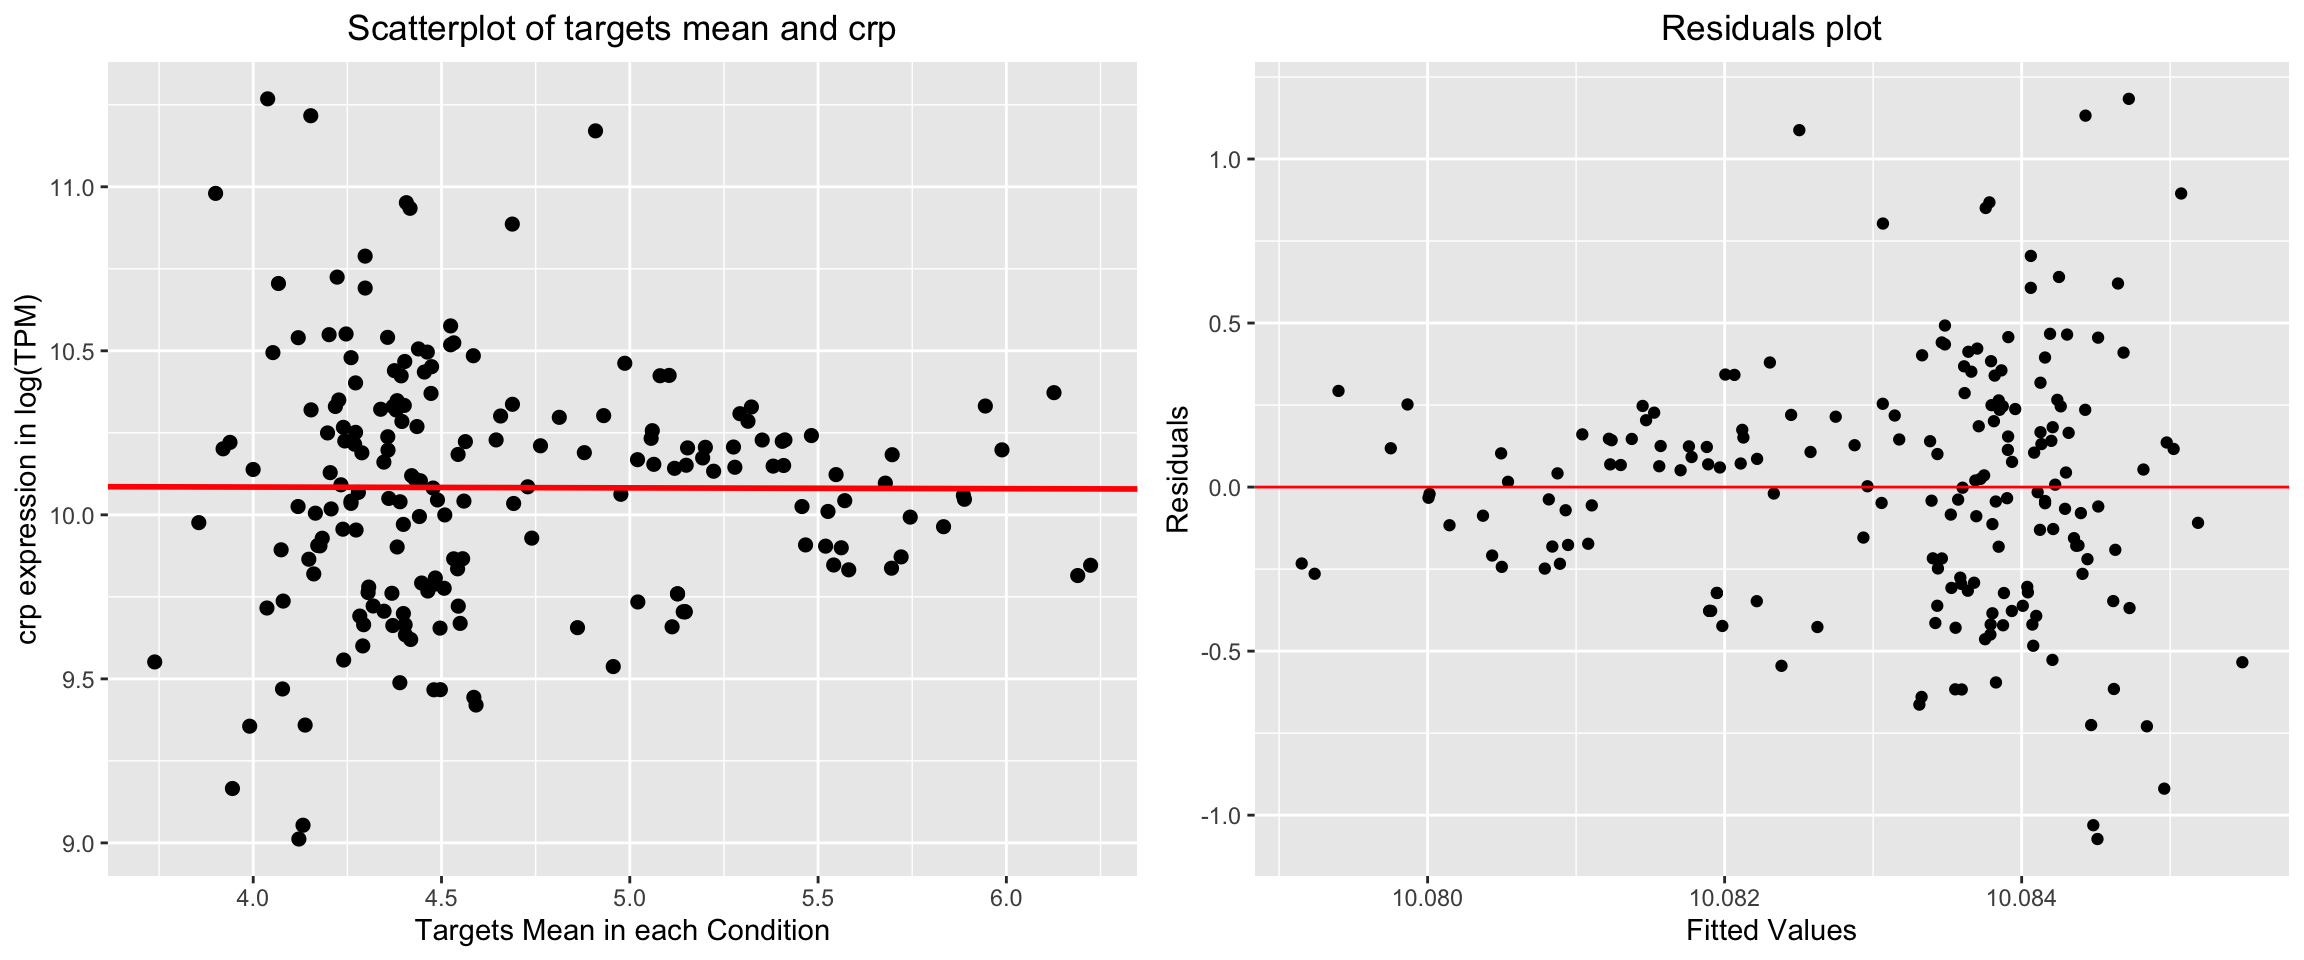 Scatterplot of targets mean and crp
crp expression in log(TPM)
11.0
10.5
10.0
9.5
9.0
4.0 4.5 5.0 5.5 6.0
Targets Mean in each Condition
Residuals plot
Residuals
1.0
0.5
0.0
-0.5
-1.0
10.080 10.082 10.084
Fitted Values